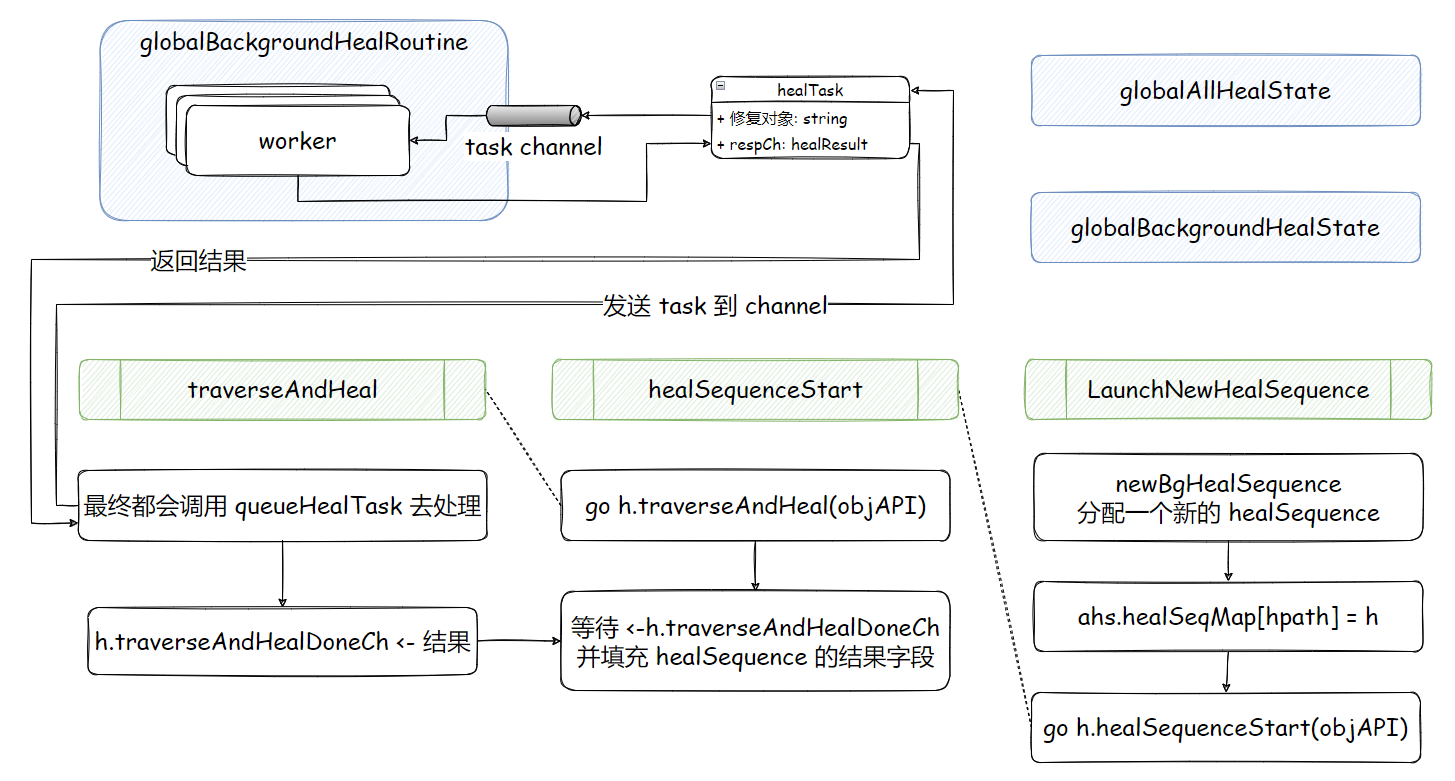 globalBackgroundHealRoutine
worker
task channel
healTask
+ 修复对象: string
+ respCh: healResult
globalAllHealState
globalBackgroundHealState
返回结果
发送 task 到 channel
traverseAndHeal
healSequenceStart
LaunchNewHealSequence
最终都会调用 queueHealTask 去处理
h.traverseAndHealDoneCh <- 结果
go h.traverseAndHeal(objAPI)
等待 <-h.traverseAndHealDoneCh
并填充 healSequence 的结果字段
newBgHealSequence
分配一个新的 healSequence
ahs.healSeqMap[hpath] = h
go h.healSequenceStart(objAPI)